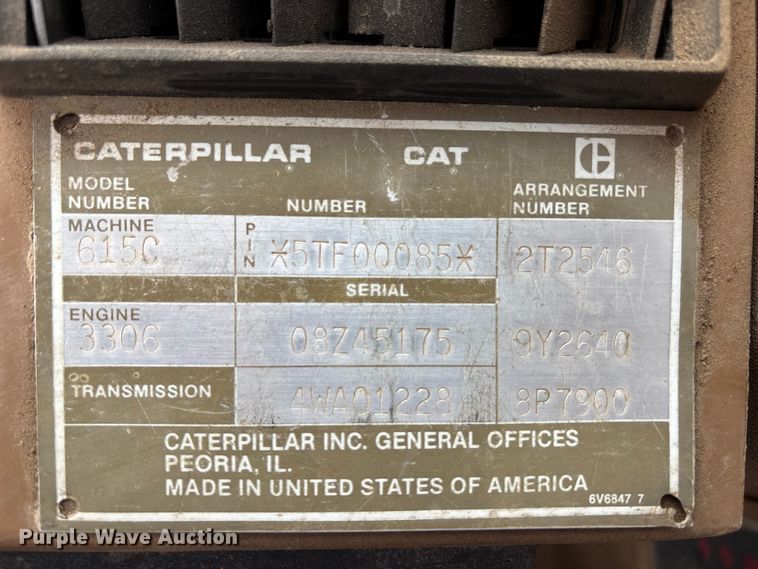 CATERPILLAR CAT
MODEL NUMBER NUMBER ARRANGEMENT NUMBER
MACHINE
615C PIN *5TF00085* 2T2546
SERIAL
ENGINE
3306 08Z45175 9Y2640
TRANSMISSION 4WA01228 8P7900
CATERPILLAR INC. GENERAL OFFICES
PEORIA, IL.
MADE IN UNITED STATES OF AMERICA
6V6847 7
Purple Wave Auction